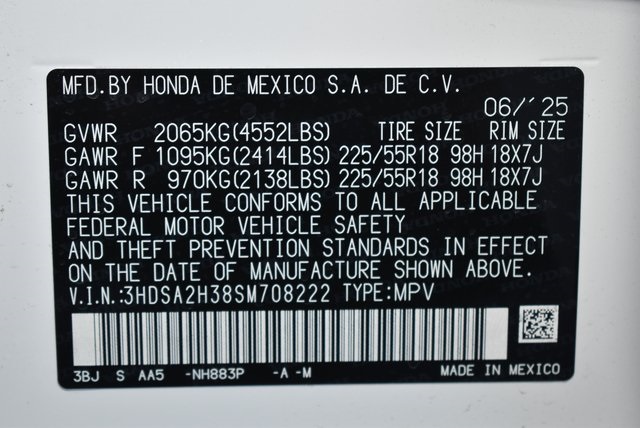 MFD.BY HONDA DE MEXICO S.A. DE C.V.
06/'25
GVWR 2065KG(4552LBS) TIRE SIZE RIM SIZE
GAWR F 1095KG(2414LBS) 225/55R18 98H 18X7J
GAWR R 970KG(2138LBS) 225/55R18 98H 18X7J
THIS VEHICLE CONFORMS TO ALL APPLICABLE
FEDERAL MOTOR VEHICLE SAFETY
AND THEFT PREVENTION STANDARDS IN EFFECT
ON THE DATE OF MANUFACTURE SHOWN ABOVE.
V.I.N.:3HDSA2H38SM708222 TYPE:MPV
3BJ S AA5 -NH883P -A -M MADE IN MEXICO